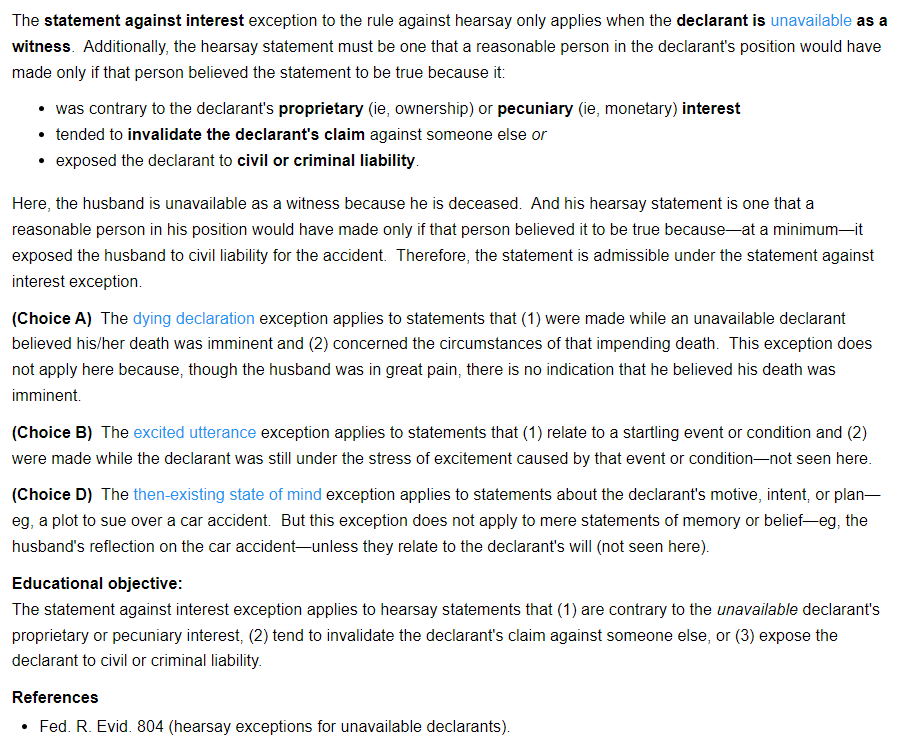 The statement against interest exception to the rule against hearsay only applies when the declarant is unavailable as a
witness.  Additionally, the hearsay statement must be one that a reasonable person in the declarant's position would have
made only if that person believed the statement to be true because it:
• was contrary to the declarant's proprietary (ie, ownership) or pecuniary (ie, monetary) interest
• tended to invalidate the declarant's claim against someone else or
• exposed the declarant to civil or criminal liability.
Here, the husband is unavailable as a witness because he is deceased.  And his hearsay statement is one that a
reasonable person in his position would have made only if that person believed it to be true because—at a minimum—it
exposed the husband to civil liability for the accident.  Therefore, the statement is admissible under the statement against
interest exception.
(Choice A)  The dying declaration exception applies to statements that (1) were made while an unavailable declarant
believed his/her death was imminent and (2) concerned the circumstances of that impending death.  This exception does
not apply here because, though the husband was in great pain, there is no indication that he believed his death was
imminent.
(Choice B)  The excited utterance exception applies to statements that (1) relate to a startling event or condition and (2)
were made while the declarant was still under the stress of excitement caused by that event or condition—not seen here.
(Choice D)  The then-existing state of mind exception applies to statements about the declarant's motive, intent, or plan—
eg, a plot to sue over a car accident.  But this exception does not apply to mere statements of memory or belief—eg, the
husband's reflection on the car accident—unless they relate to the declarant's will (not seen here).
Educational objective:
The statement against interest exception applies to hearsay statements that (1) are contrary to the unavailable declarant's
proprietary or pecuniary interest, (2) tend to invalidate the declarant's claim against someone else, or (3) expose the
declarant to civil or criminal liability.
References
• Fed. R. Evid. 804 (hearsay exceptions for unavailable declarants).